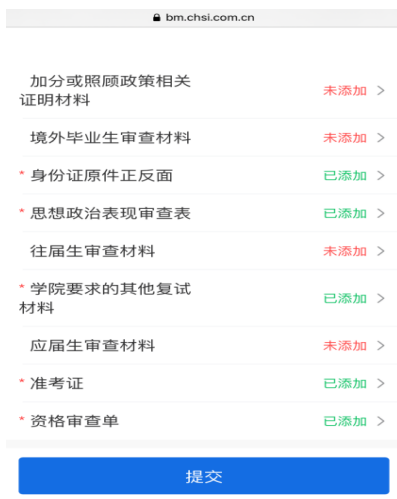 bm.chsi.com.cn
加分或照顾政策相关
证明材料
未添加 >
境外毕业生审查材料 未添加 >
* 身份证原件正反面 已添加 >
* 思想政治表现审查表 已添加 >
往届生审查材料 未添加 >
* 学院要求的其他复试
材料
已添加 >
应届生审查材料 未添加 >
* 准考证 已添加 >
* 资格审查单 已添加 >
提交